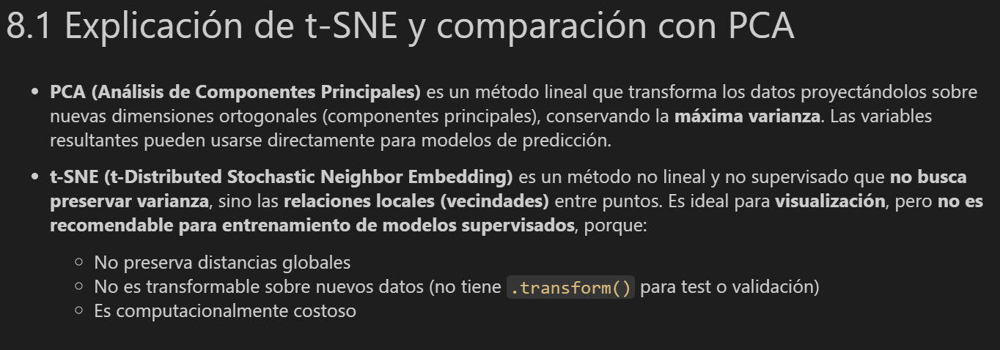 8.1 Explicación de t-SNE y comparación con PCA
• PCA (Análisis de Componentes Principales) es un método lineal que transforma los datos proyectándolos sobre
nuevas dimensiones ortogonales (componentes principales), conservando la máxima varianza. Las variables
resultantes pueden usarse directamente para modelos de predicción.
• t-SNE (t-Distributed Stochastic Neighbor Embedding) es un método no lineal y no supervisado que no busca
preservar varianza, sino las relaciones locales (vecindades) entre puntos. Es ideal para visualización, pero no es
recomendable para entrenamiento de modelos supervisados, porque:
◦ No preserva distancias globales
◦ No es transformable sobre nuevos datos (no tiene .transform() para test o validación)
◦ Es computacionalmente costoso